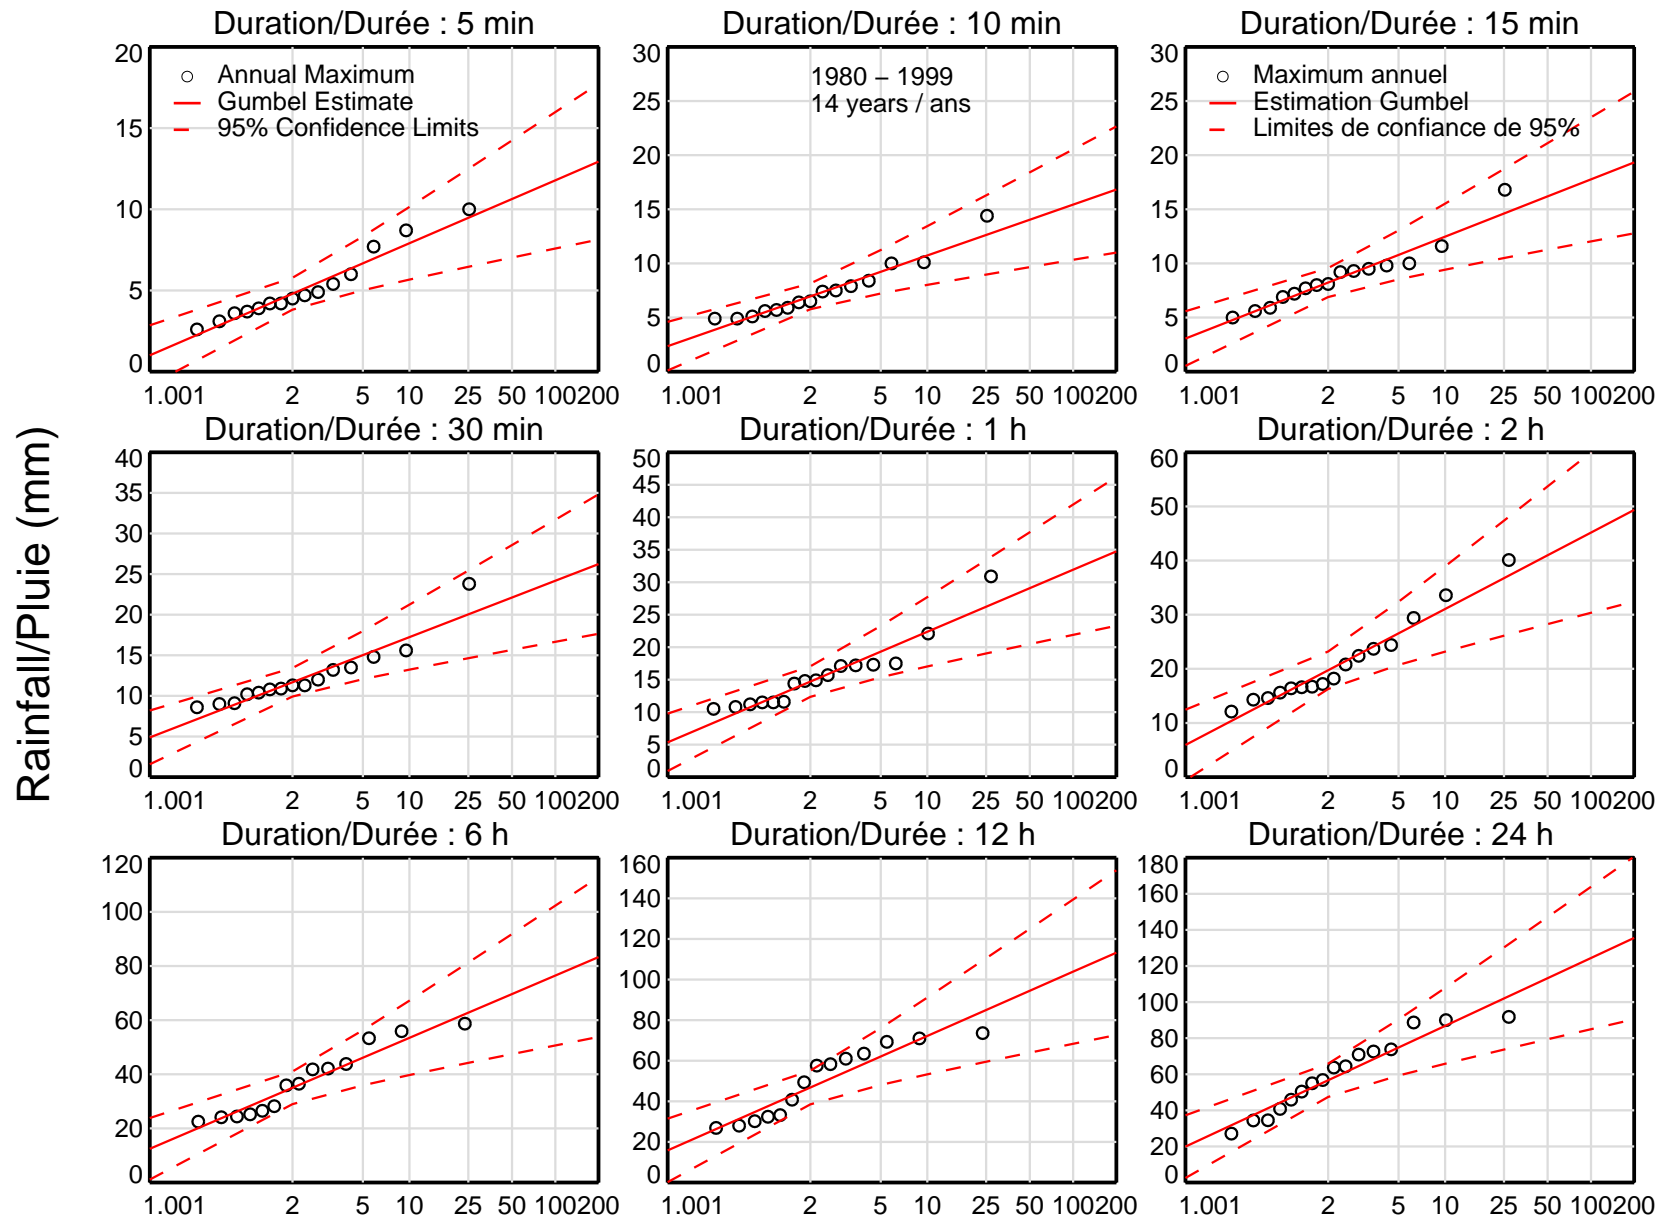 Duration/Durée : 5 min
Duration/Durée : 10 min
Duration/Durée : 15 min
20
15
10
5
0
Annual Maximum
Gumbel Estimate
95% Confidence Limits
1.001 2 5 10 25 50 100 200
30
25
20
15
10
5
0
1980 – 1999
14 years / ans
1.001 2 5 10 25 50 100 200
30
25
20
15
10
5
0
Maximum annuel
Estimation Gumbel
Limites de confiance de 95%
1.001 2 5 10 25 50 100 200
Rainfall/Pluie (mm)
Duration/Durée : 30 min
Duration/Durée : 1 h
Duration/Durée : 2 h
40
35
30
25
20
15
10
5
0
1.001 2 5 10 25 50 100 200
50
45
40
35
30
25
20
15
10
5
0
1.001 2 5 10 25 50 100 200
60
50
40
30
20
10
0
1.001 2 5 10 25 50 100 200
Duration/Durée : 6 h
Duration/Durée : 12 h
Duration/Durée : 24 h
120
100
80
60
40
20
0
1.001 2 5 10 25 50 100 200
160
140
120
100
80
60
40
20
0
1.001 2 5 10 25 50 100 200
180
160
140
120
100
80
60
40
20
0
1.001 2 5 10 25 50 100 200